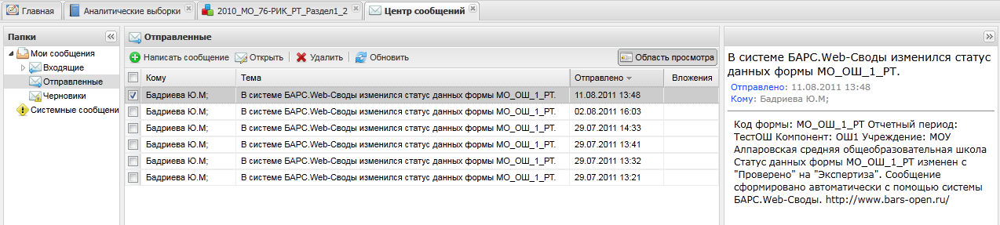 Главная
Аналитические выборки
2010_МО_76-РИК_РТ_Раздел1_2
Центр сообщений
Папки
Мои сообщения
Входящие
Отправленные
Черновики
Системные сообщени
Отправленные
Написать сообщение
Открыть
Удалить
Обновить
Область просмотра
Кому Тема Отправлено Вложения
Бадриева Ю.М; В системе БАРС.Web-Своды изменился статус данных формы МО_ОШ_1_РТ. 11.08.2011 13:48
Бадриева Ю.М; В системе БАРС.Web-Своды изменился статус данных формы МО_ОШ_1_РТ. 02.08.2011 16:03
Бадриева Ю.М; В системе БАРС.Web-Своды изменился статус данных формы МО_ОШ_1_РТ. 29.07.2011 14:33
Бадриева Ю.М; В системе БАРС.Web-Своды изменился статус данных формы МО_ОШ_1_РТ. 29.07.2011 13:41
Бадриева Ю.М; В системе БАРС.Web-Своды изменился статус данных формы МО_ОШ_1_РТ. 29.07.2011 13:32
Бадриева Ю.М; В системе БАРС.Web-Своды изменился статус данных формы МО_ОШ_1_РТ. 29.07.2011 13:21
В системе БАРС.Web-Своды изменился статус
данных формы МО_ОШ_1_РТ.
Отправлено: 11.08.2011 13:48
Кому: Бадриева Ю.М;
Код формы: МО_ОШ_1_РТ Отчетный период:
ТестОШ Компонент: ОШ1 Учреждение: МОУ
Алпаровская средняя общеобразовательная школа
Статус данных формы МО_ОШ_1_РТ изменен с
"Проверено" на "Экспертиза". Сообщение
сформировано автоматически с помощью системы
БАРС.Web-Своды. http://www.bars-open.ru/